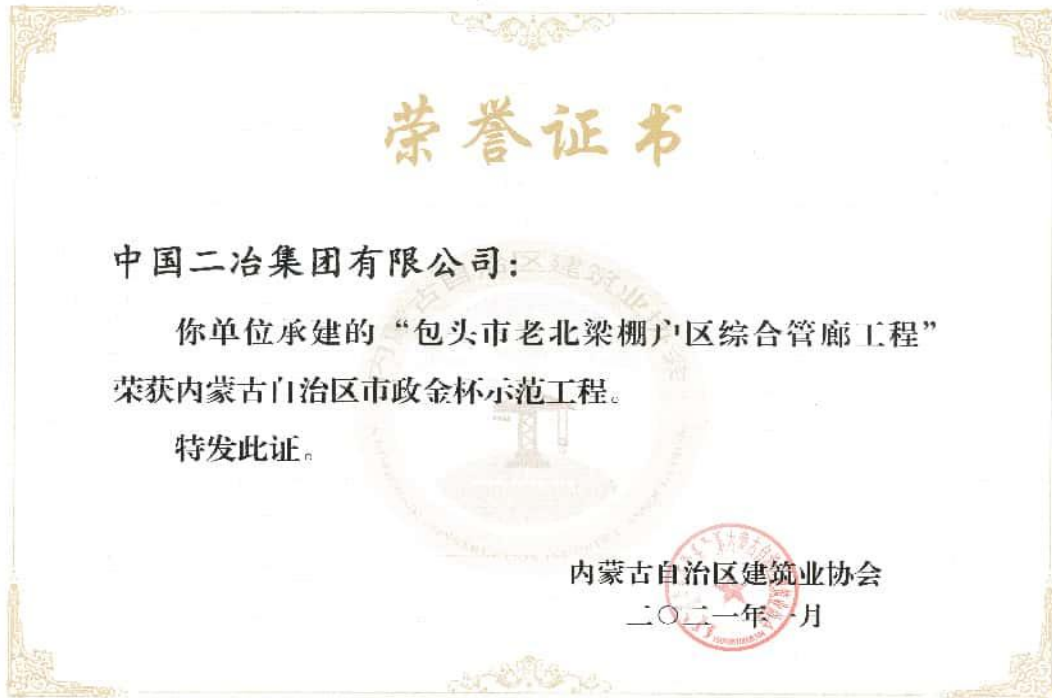 荣誉证书
中国二冶集团有限公司：
你单位承建的“包头市老北梁棚户区综合管廊工程”
荣获内蒙古自治区市政金杯示范工程。
特发此证。
内蒙古自治区建筑业协会
二〇二一年一月